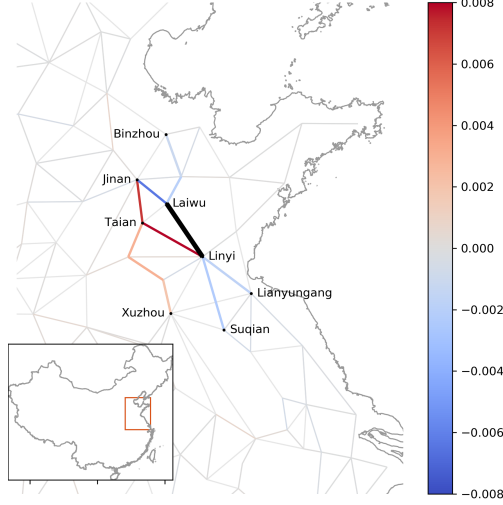 Binzhou
Jinan
Laiwu
Taian
Linyi
Lianyungang
Xuzhou
Suqian
0.008
0.006
0.004
0.002
0.000
−0.002
−0.004
−0.006
−0.008